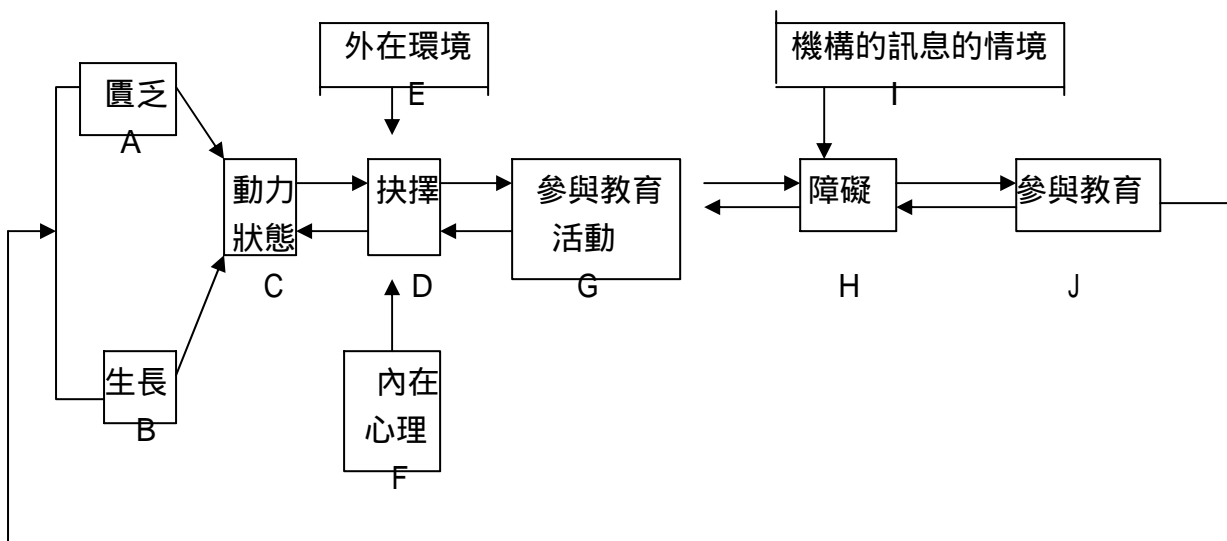 外在環境
E
機構的訊息的情境
I
匱乏
A
動力
狀態
C
抉擇
D
參與教育
活動
G
障礙
H
參與教育
J
生長
B
內在
心理
F